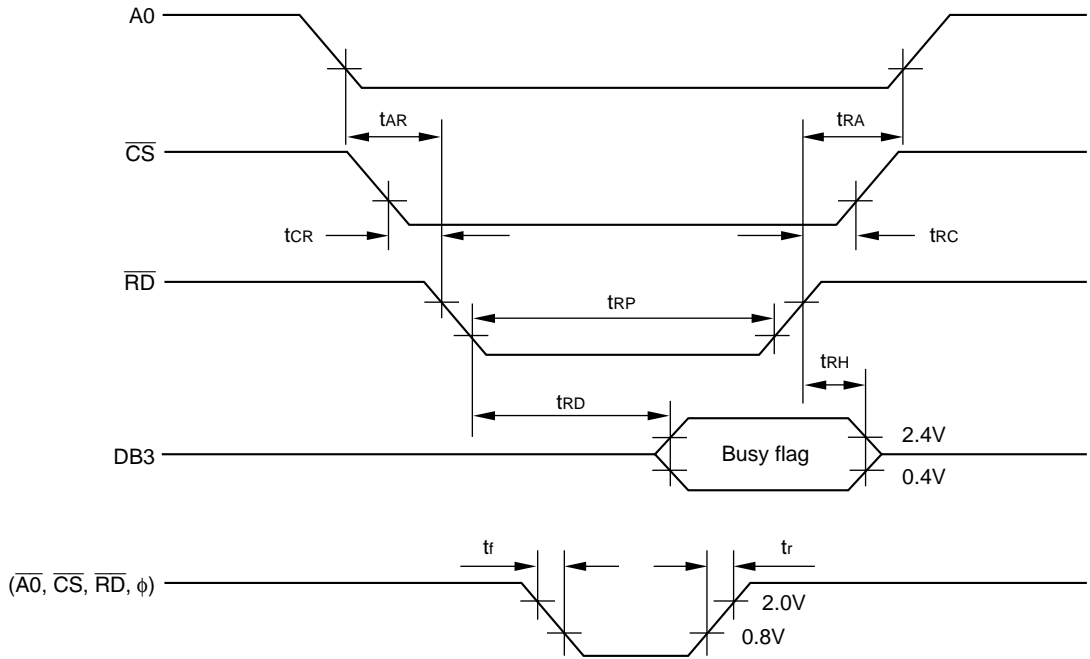 A0
tAR
tRA
CS
tCR
tRC
RD
tRP
tRH
tRD
DB3
Busy flag
2.4V
0.4V
tf
tr
(A0, CS, RD, ϕ)
2.0V
0.8V